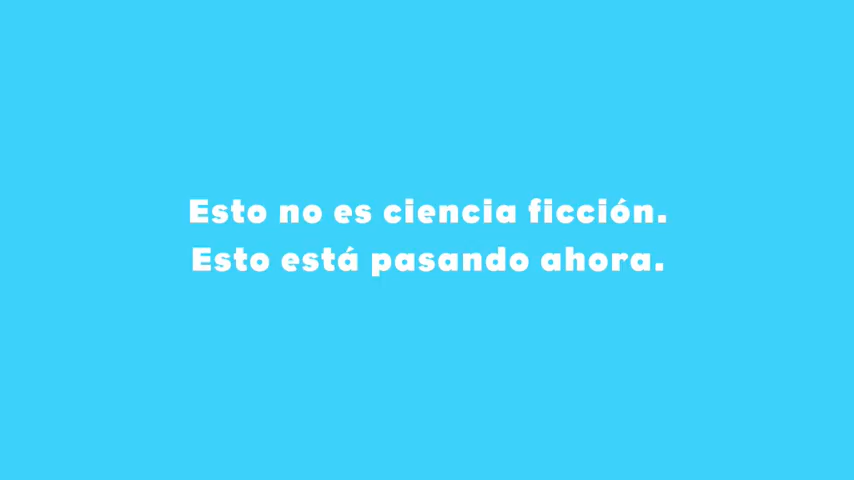 Esto no es ciencia ficción.
Esto está pasando ahora.